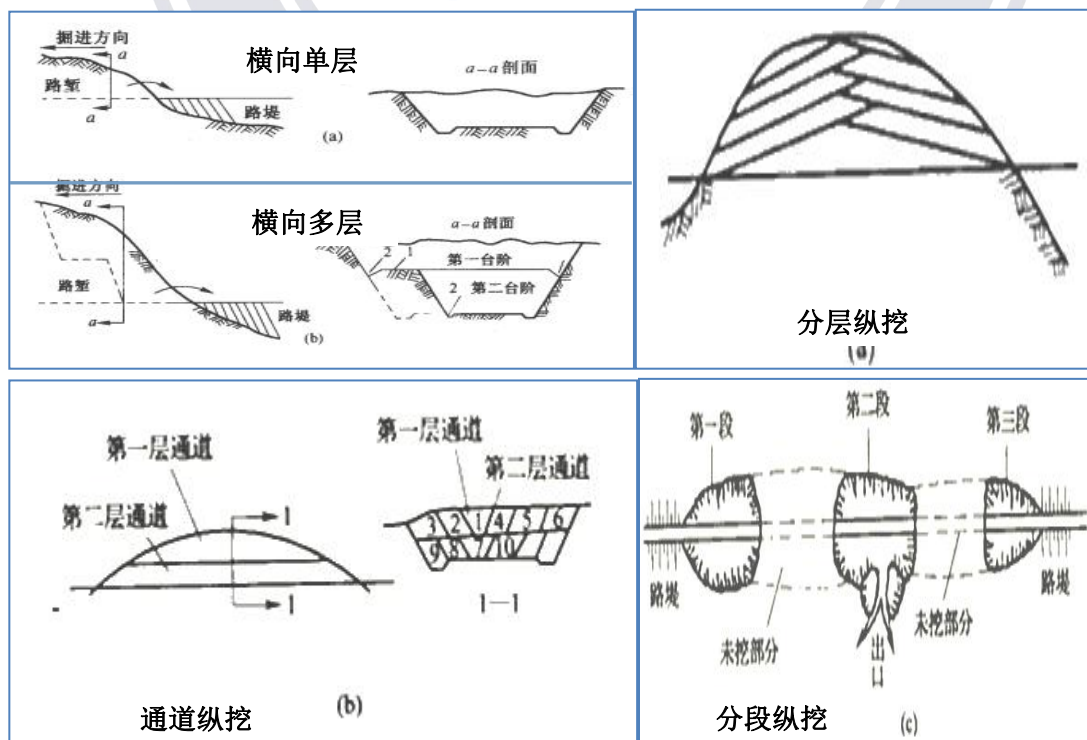 掘进方向
a
横向单层
a-a 剖面
路堑
a
路堤
(a)
掘进方向
a
横向多层
a-a 剖面
2 1 第一台阶
路堑
2 第二台阶
a
路堤
(b)
分层纵挖
(a)
第一层通道
第二层通道
1
1
第一层通道
第二层通道
3 2 1 4 5 6
9 8 7 10
1—1
通道纵挖
(b)
第一段
第二段
第三段
路堤
未挖部分
出口
未挖部分
路堤
分段纵挖
(c)